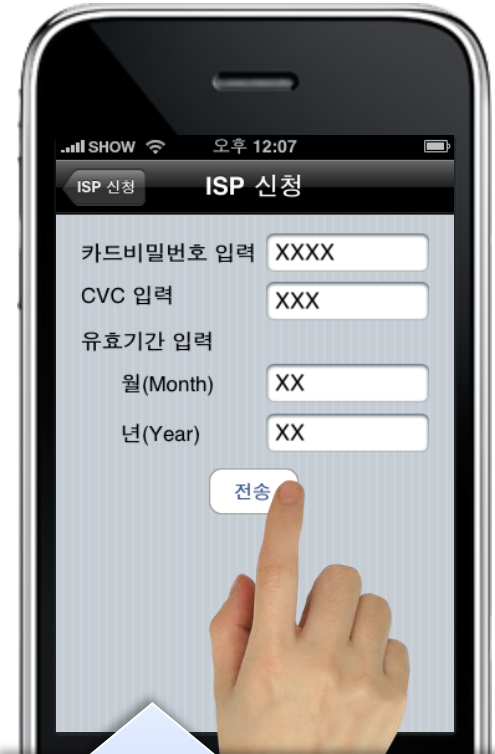 SHOW 오후 12:07
ISP 신청 ISP 신청
카드비밀번호 입력 XXXX
CVC 입력 XXX
유효기간 입력
월(Month) XX
년(Year) XX
전송